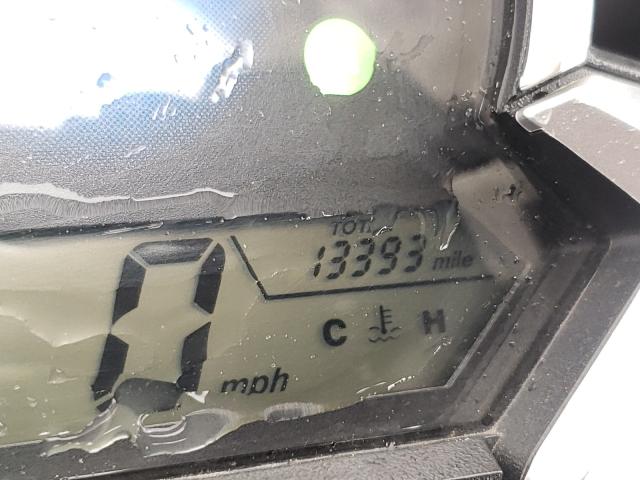 TOTAL
13393 mile
C H
0 mph